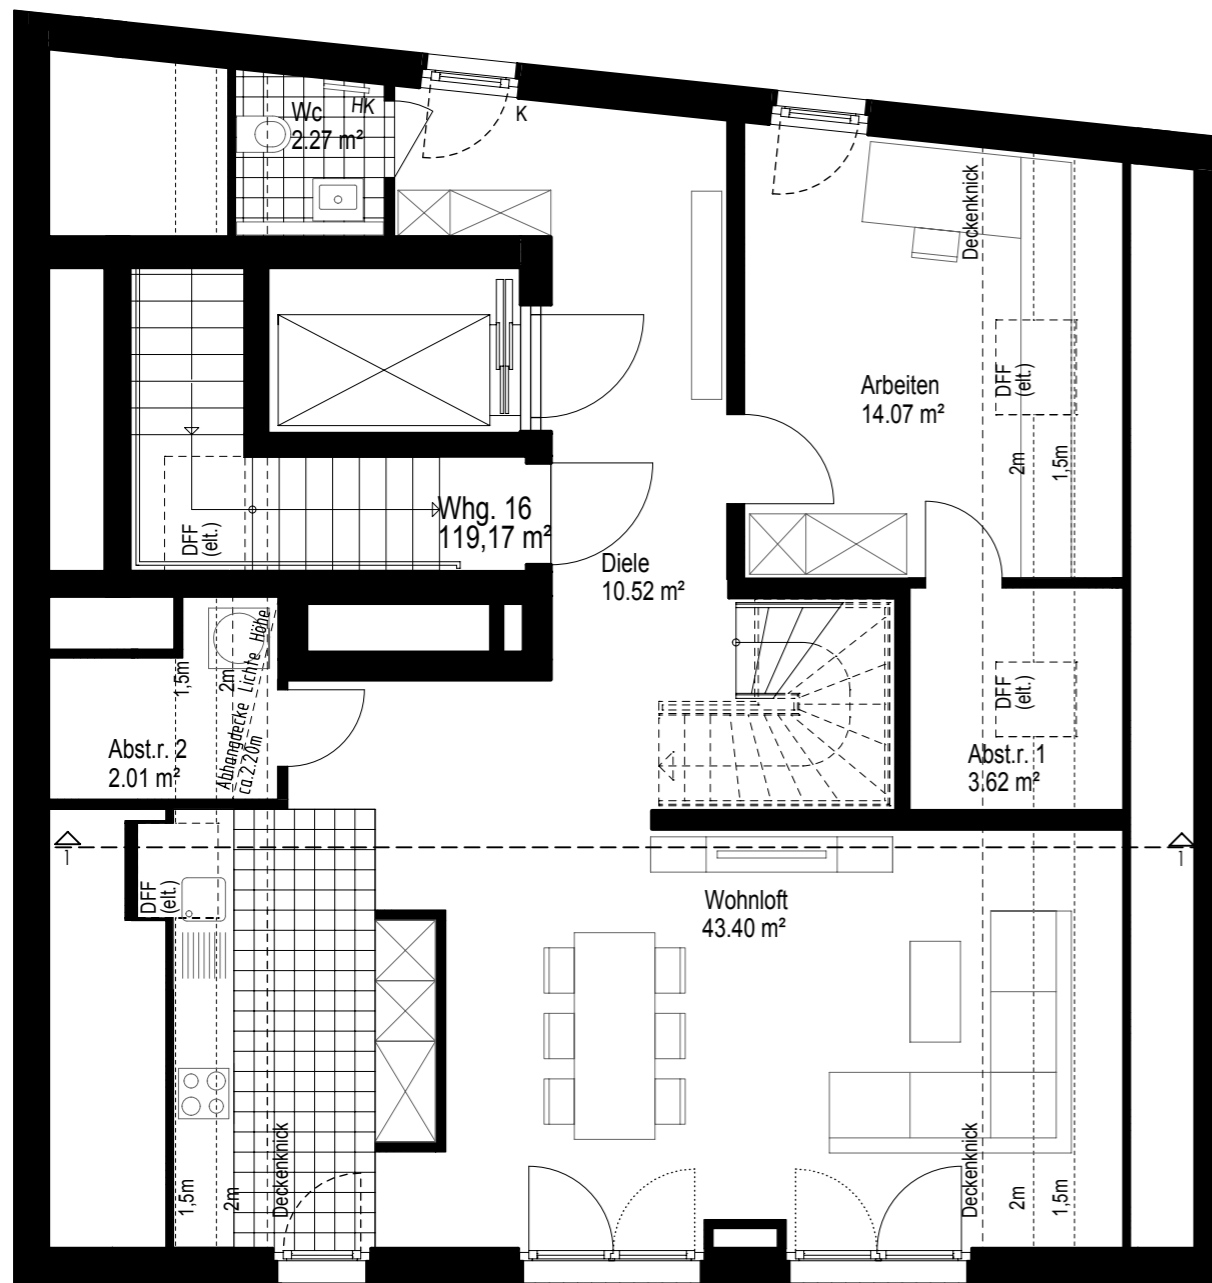 Wc
2.27 m²
HK
K
Deckenknick
Arbeiten
14.07 m²
DFF
(elt.)
2m
1,5m
Whg. 16
119,17 m²
DFF
(elt.)
Diele
10.52 m²
1,5m
2m
Abhangdecke Lichte Höhe
ca.2.20m
Abst.r. 2
2.01 m²
DFF
(elt.)
Abst.r. 1
3.62 m²
1
1
DFF
(elt.)
Wohnloft
43.40 m²
1,5m
2m
Deckenknick
Deckenknick
2m
1,5m